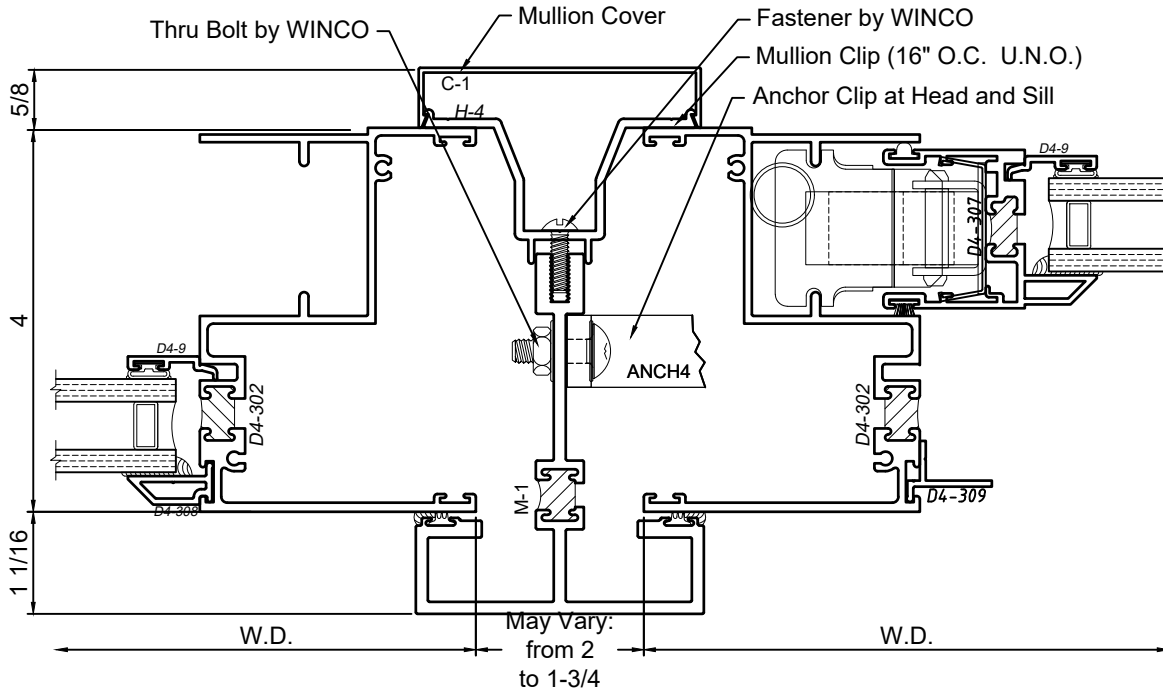 Thru Bolt by WINCO
Mullion Cover
Fastener by WINCO
Mullion Clip (16" O.C. U.N.O.)
Anchor Clip at Head and Sill
5/8
C-1
H-4
D4-9
4
D4-307
D4-9
ANCH4
D4-302
D4-302
M-1
D4-308
D4-309
1 1/16
W.D.
May Vary:
from 2
to 1-3/4
W.D.